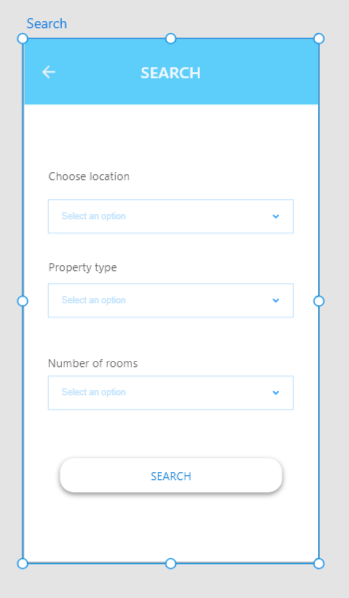 Search
SEARCH
Choose location
Select an option
Property type
Select an option
Number of rooms
Select an option
SEARCH